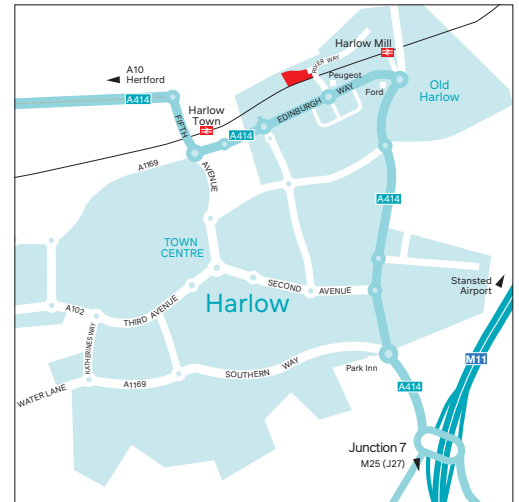 Harlow Mill
RIVER WAY
A10
Hertford
Peugeot
Old
Harlow
A414
Ford
EDINBURGH WAY
Harlow
Town
FIFTH
AVENUE
A414
A1169
A414
TOWN
CENTRE
SECOND AVENUE
Stansted
Airport
Harlow
A102
THIRD AVENUE
KATHERINES WAY
M11
SOUTHERN WAY
Park Inn
WATER LANE
A1169
A414
Junction 7
M25 (J27)